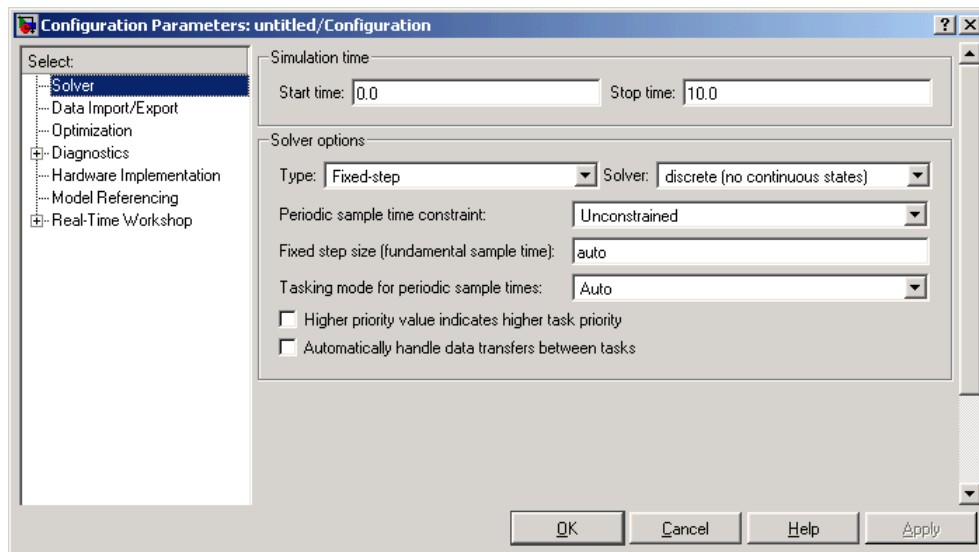 Configuration Parameters: untitled/Configuration
Select:
Solver
Data Import/Export
Optimization
Diagnostics
Hardware Implementation
Model Referencing
Real-Time Workshop
Simulation time
Start time: 0.0 Stop time: 10.0
Solver options
Type: Fixed-step Solver: discrete (no continuous states)
Periodic sample time constraint: Unconstrained
Fixed step size (fundamental sample time): auto
Tasking mode for periodic sample times: Auto
Higher priority value indicates higher task priority
Automatically handle data transfers between tasks
OK Cancel Help Apply